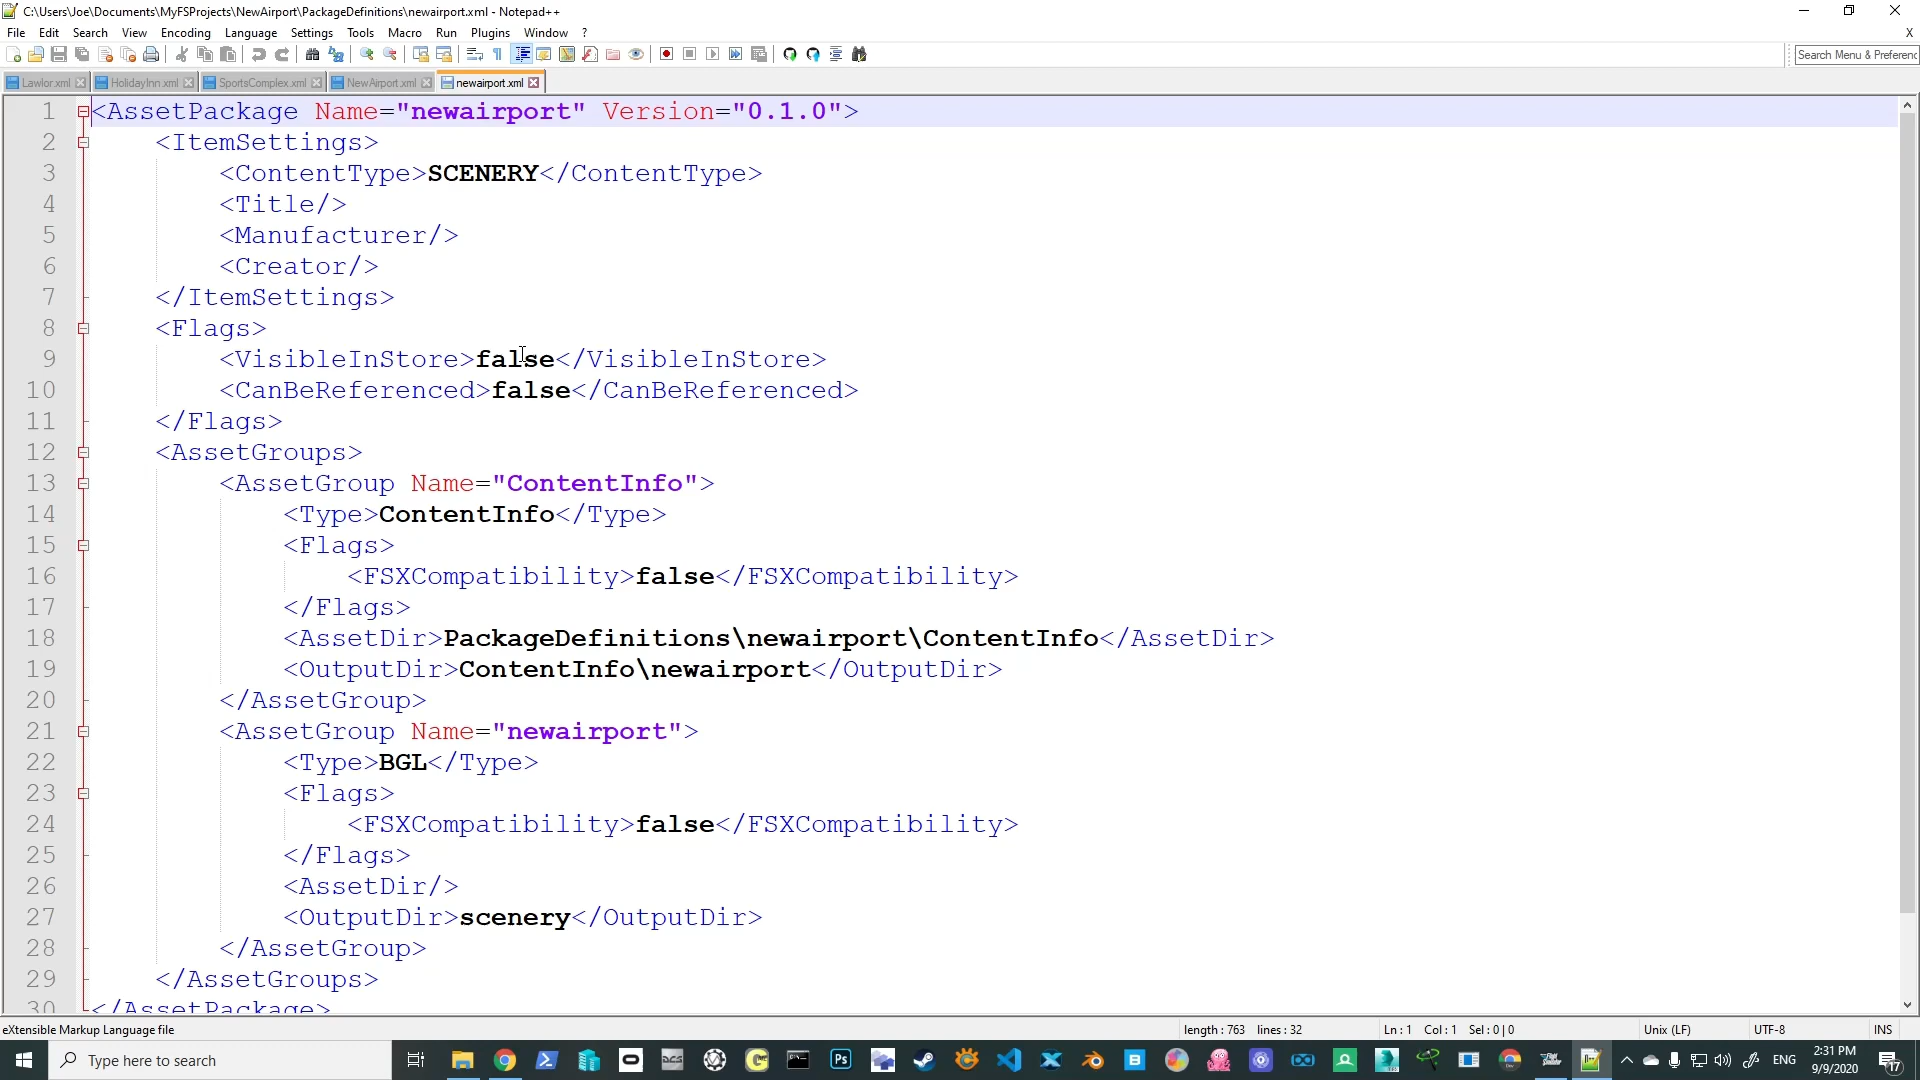 C:\Users\Joe\Documents\MyFSProjects\NewAirport\PackageDefinitions\newairport.xml - Notepad++
File Edit Search View Encoding Language Settings Tools Macro Run Plugins Window ? X
Search Menu & Preferenc
Lawlor.xml HolidayInn.xml SportsComplex.xml NewAirport.xml newairport.xml
1 <AssetPackage Name="newairport" Version="0.1.0">
2 <ItemSettings>
3 <ContentType>SCENERY</ContentType>
4 <Title/>
5 <Manufacturer/>
6 <Creator/>
7 </ItemSettings>
8 <Flags>
9 <VisibleInStore>false</VisibleInStore>
10 <CanBeReferenced>false</CanBeReferenced>
11 </Flags>
12 <AssetGroups>
13 <AssetGroup Name="ContentInfo">
14 <Type>ContentInfo</Type>
15 <Flags>
16 <FSXCompatibility>false</FSXCompatibility>
17 </Flags>
18 <AssetDir>PackageDefinitions\newairport\ContentInfo</AssetDir>
19 <OutputDir>ContentInfo\newairport</OutputDir>
20 </AssetGroup>
21 <AssetGroup Name="newairport">
22 <Type>BGL</Type>
23 <Flags>
24 <FSXCompatibility>false</FSXCompatibility>
25 </Flags>
26 <AssetDir/>
27 <OutputDir>scenery</OutputDir>
28 </AssetGroup>
29 </AssetGroups>
30 </AssetPackage>
eXtensible Markup Language file length : 763 lines : 32 Ln : 1 Col : 1 Sel : 0 | 0 Unix (LF) UTF-8 INS
Type here to search Ps ENG 2:31 PM
9/9/2020 17